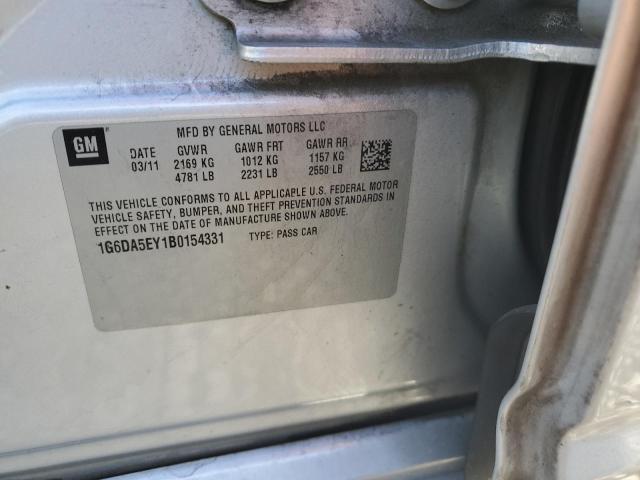 GM
MFD BY GENERAL MOTORS LLC
DATE GVWR GAWR FRT GAWR RR
03/11 2169 KG 1012 KG 1157 KG
4781 LB 2231 LB 2550 LB
THIS VEHICLE CONFORMS TO ALL APPLICABLE U.S. FEDERAL MOTOR
VEHICLE SAFETY, BUMPER, AND THEFT PREVENTION STANDARDS IN
EFFECT ON THE DATE OF MANUFACTURE SHOWN ABOVE.
1G6DA5EY1B0154331 TYPE: PASS CAR